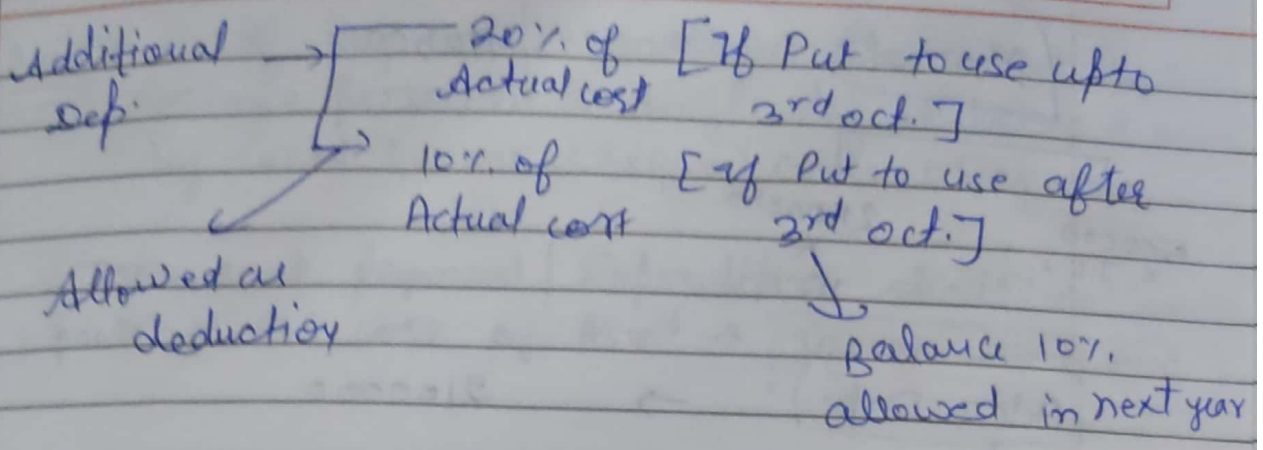 Additional → 20% of [If Put to use upto
Dep. Actual cost 3rd oct.]
10% of [If Put to use after
Actual cost 3rd oct.]
Allowed as
deduction
Balance 10%.
allowed in next year